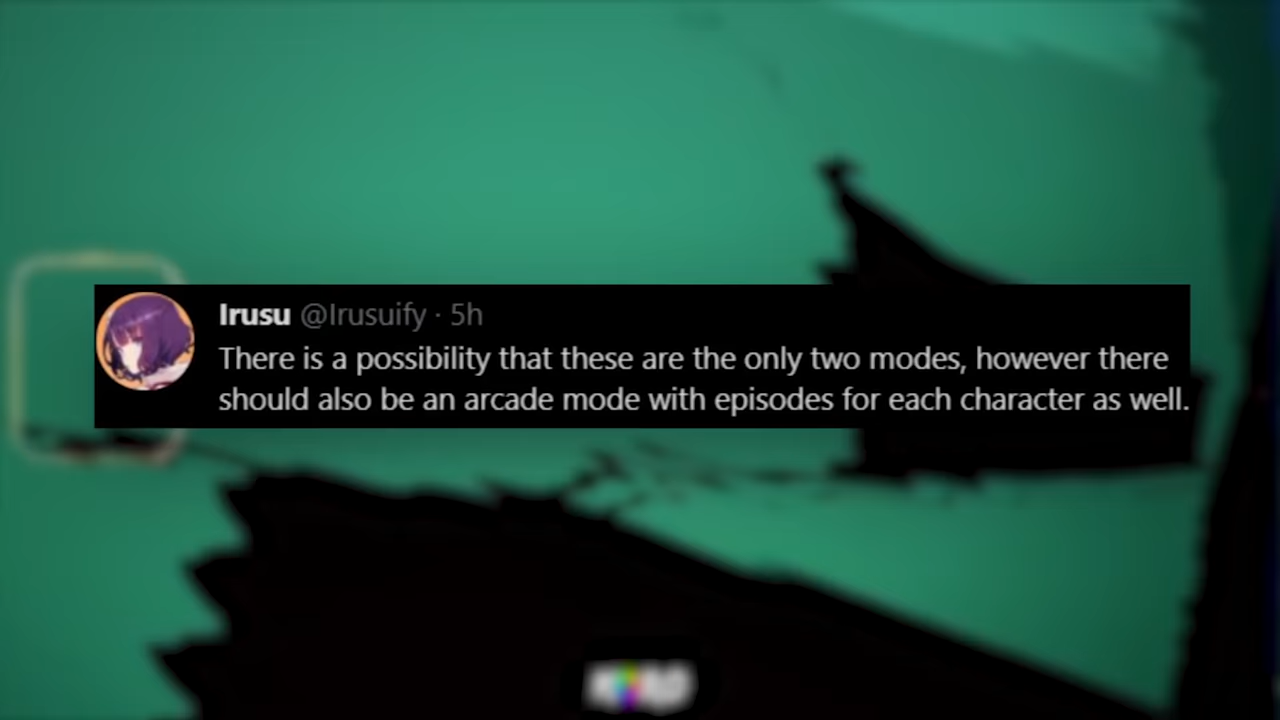 Irusu @Irusuify · 5h
There is a possibility that these are the only two modes, however there
should also be an arcade mode with episodes for each character as well.